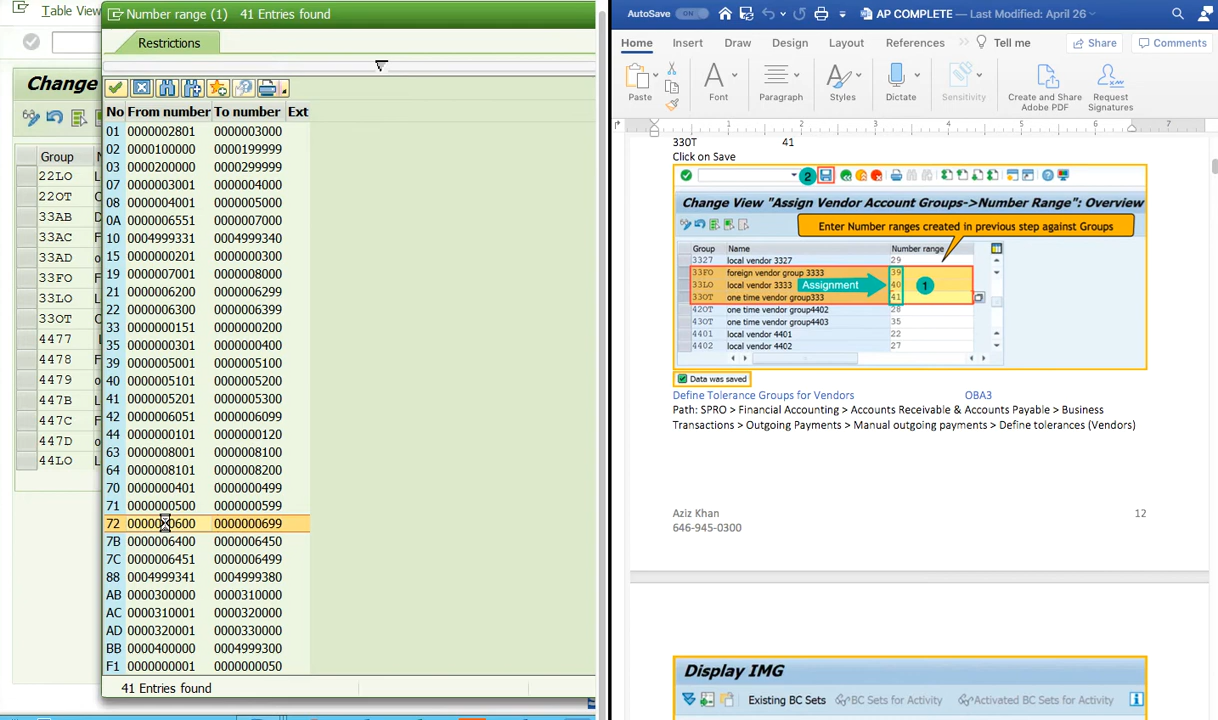 Table View
Change
Group
22LO L
22OT C
33AB D
33AC F
33AD o
33FO F
33LO L
33OT C
4477
4478 F
4479 o
447B L
447C F
447D o
44LO L
Number range (1) 41 Entries found
Restrictions
No From number To number Ext
01 0000002801 0000003000
02 0000100000 0000199999
03 0000200000 0000299999
07 0000003001 0000004000
08 0000004001 0000005000
0A 0000006551 0000007000
10 0004999331 0004999340
15 0000000201 0000000300
19 0000007001 0000008000
21 0000006200 0000006299
22 0000006300 0000006399
33 0000000151 0000000200
35 0000000301 0000000400
39 0000005001 0000005100
40 0000005101 0000005200
41 0000005201 0000005300
42 0000006051 0000006099
44 0000000101 0000000120
63 0000008001 0000008100
64 0000008101 0000008200
70 0000000401 0000000499
71 0000000500 0000000599
72 0000000600 0000000699
7B 0000006400 0000006450
7C 0000006451 0000006499
88 0004999341 0004999380
AB 0000300000 0000310000
AC 0000310001 0000320000
AD 0000320001 0000330000
BB 0000400000 0004999300
F1 0000000001 0000000050
41 Entries found
AutoSave ON AP COMPLETE — Last Modified: April 26
Home Insert Draw Design Layout References Tell me Share Comments
Paste Font Paragraph Styles Dictate Sensitivity Create and Share Adobe PDF Request Signatures
1 2 3 4 5 6 7
330T 41
Click on Save
2
Change View "Assign Vendor Account Groups->Number Range": Overview
Enter Number ranges created in previous step against Groups
Group Name Number range
3327 local vendor 3327 29
33FO foreign vendor group 3333 39
33LO local vendor 3333 Assignment 40 1
330T one time vendor group333 41
420T one time vendor group4402 28
430T one time vendor group4403 35
4401 local vendor 4401 22
4402 local vendor 4402 27
Data was saved
Define Tolerance Groups for Vendors OBA3
Path: SPRO > Financial Accounting > Accounts Receivable & Accounts Payable > Business
Transactions > Outgoing Payments > Manual outgoing payments > Define tolerances (Vendors)
Aziz Khan 12
646-945-0300
Display IMG
Existing BC Sets BC Sets for Activity Activated BC Sets for Activity